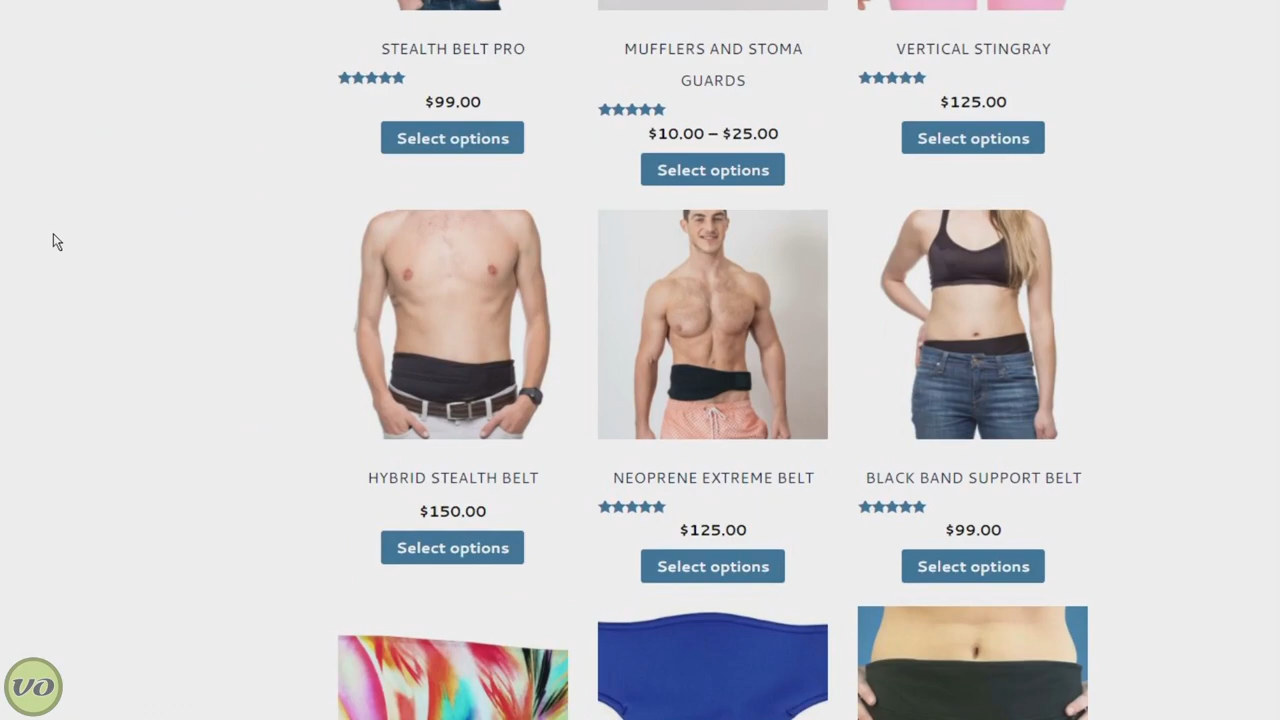 STEALTH BELT PRO
$99.00
Select options
MUFFLERS AND STOMA
GUARDS
$10.00 – $25.00
Select options
VERTICAL STINGRAY
$125.00
Select options
HYBRID STEALTH BELT
$150.00
Select options
NEOPRENE EXTREME BELT
$125.00
Select options
BLACK BAND SUPPORT BELT
$99.00
Select options
VO